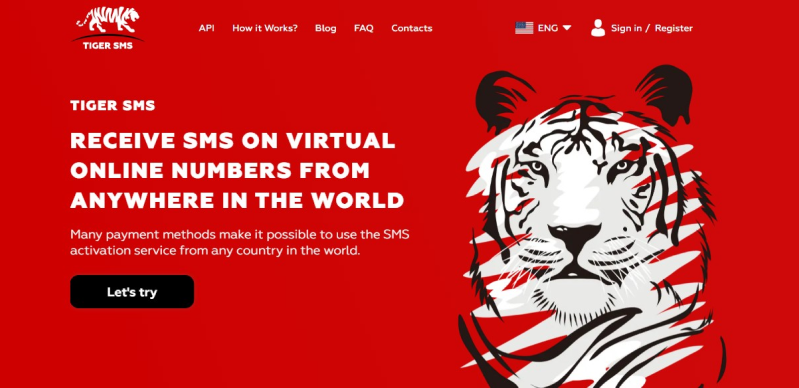 TIGER SMS
API How it Works? Blog FAQ Contacts
ENG
Sign in / Register
TIGER SMS
RECEIVE SMS ON VIRTUAL
ONLINE NUMBERS FROM
ANYWHERE IN THE WORLD
Many payment methods make it possible to use the SMS
activation service from any country in the world.
Let's try